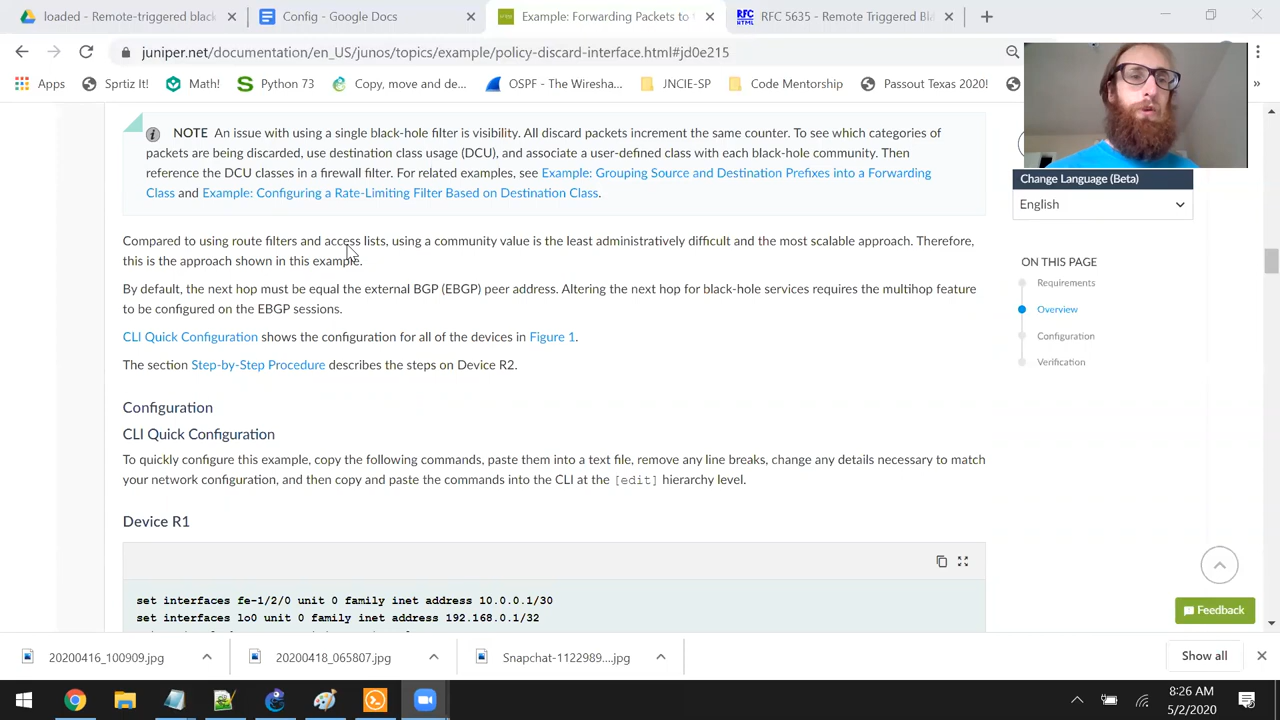 loaded - Remote-triggered blac
Config - Google Docs
Example: Forwarding Packets to t
RFC HTML
RFC 5635 - Remote Triggered Bl
juniper.net/documentation/en_US/junos/topics/example/policy-discard-interface.html#jd0e215
Apps
Sprtiz It!
Math!
Python 73
Copy, move and de...
OSPF - The Wiresha...
JNCIE-SP
Code Mentorship
Passout Texas 2020!
»
NOTE An issue with using a single black-hole filter is visibility. All discard packets increment the same counter. To see which categories of
packets are being discarded, use destination class usage (DCU), and associate a user-defined class with each black-hole community. Then
reference the DCU classes in a firewall filter. For related examples, see Example: Grouping Source and Destination Prefixes into a Forwarding
Class and Example: Configuring a Rate-Limiting Filter Based on Destination Class.
Change Language (Beta)
English
Compared to using route filters and access lists, using a community value is the least administratively difficult and the most scalable approach. Therefore,
this is the approach shown in this example.
By default, the next hop must be equal the external BGP (EBGP) peer address. Altering the next hop for black-hole services requires the multihop feature
to be configured on the EBGP sessions.
CLI Quick Configuration shows the configuration for all of the devices in Figure 1.
The section Step-by-Step Procedure describes the steps on Device R2.
ON THIS PAGE
Requirements
Overview
Configuration
Verification
Configuration
CLI Quick Configuration
To quickly configure this example, copy the following commands, paste them into a text file, remove any line breaks, change any details necessary to match
your network configuration, and then copy and paste the commands into the CLI at the [edit] hierarchy level.
Device R1
set interfaces fe-1/2/0 unit 0 family inet address 10.0.0.1/30
set interfaces lo0 unit 0 family inet address 192.168.0.1/32
Feedback
20200416_100909.jpg
20200418_065807.jpg
Snapchat-1122989....jpg
Show all
8:26 AM
5/2/2020